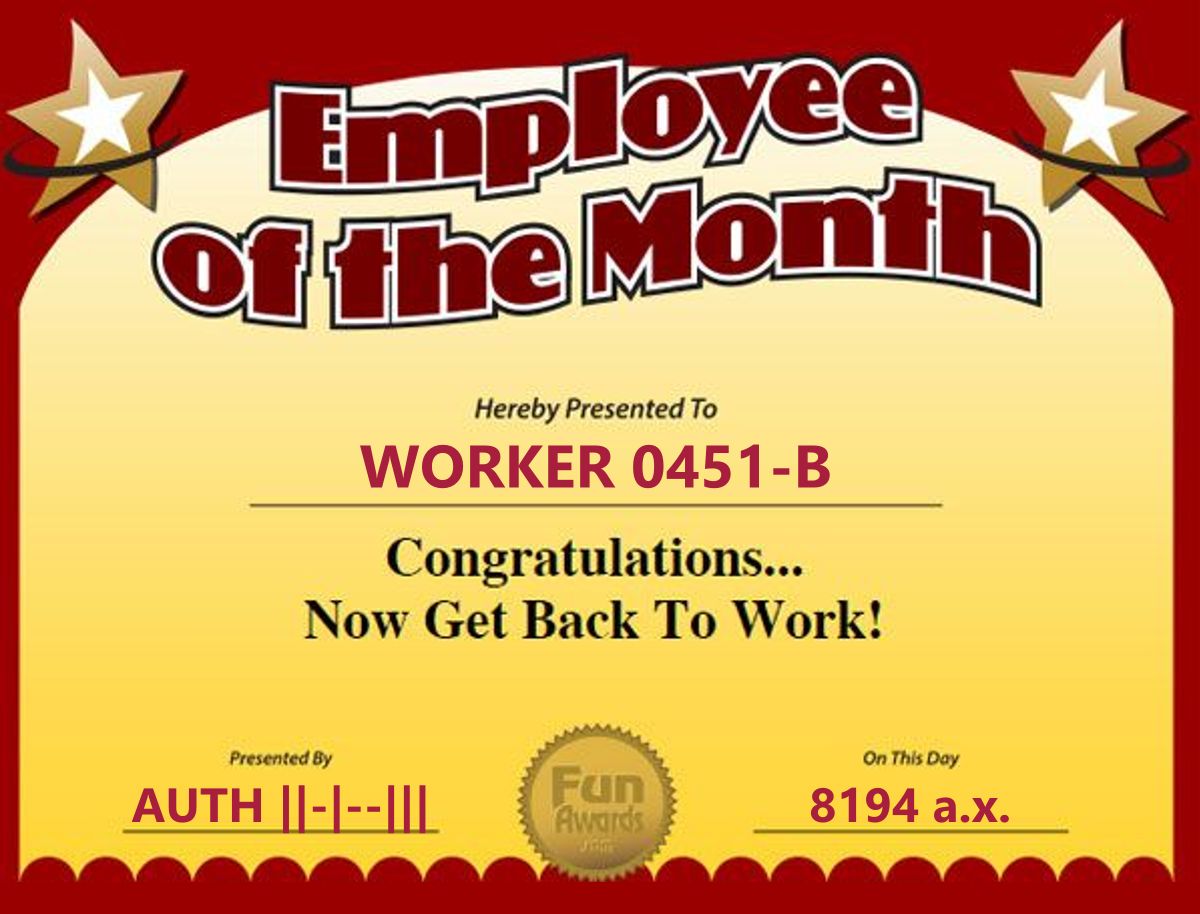 Employee
of the Month
Hereby Presented To
WORKER 0451-B
Congratulations...
Now Get Back To Work!
Presented By
AUTH ||-|--|||
Fun
Awards
On This Day
8194 a.x.